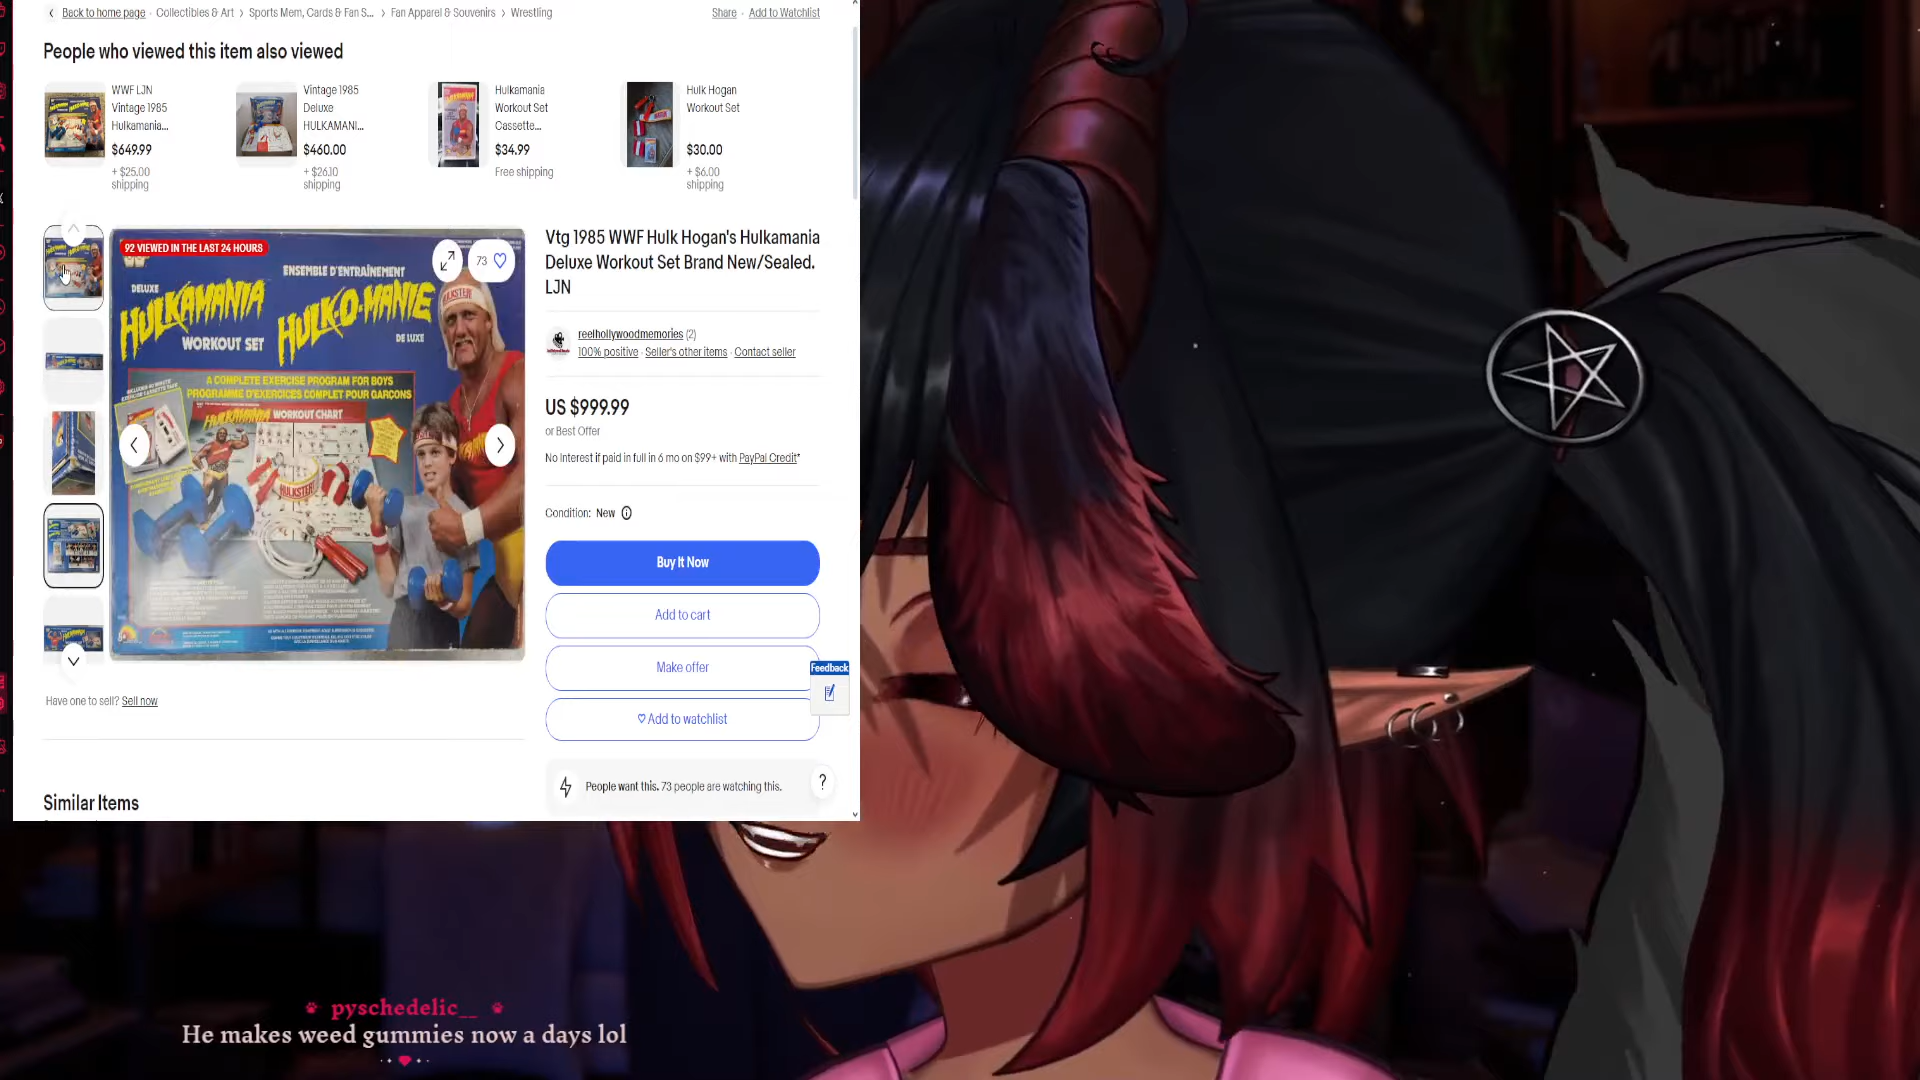 Back to home page · Collectibles & Art > Sports Mem, Cards & Fan S... > Fan Apparel & Souvenirs > Wrestling
Share · Add to Watchlist
People who viewed this item also viewed
WWF LJN
Vintage 1985
Hulkamania...
$649.99
+ $25.00
shipping
Vintage 1985
Deluxe
HULKAMANI...
$460.00
+ $26.10
shipping
Hulkamania
Workout Set
Cassette...
$34.99
Free shipping
Hulk Hogan
Workout Set
$30.00
+ $6.00
shipping
92 VIEWED IN THE LAST 24 HOURS
73
DELUXE
HULKAMANIA
WORKOUT SET
ENSEMBLE D'ENTRAÎNEMENT
HULK-O-MANIE
DE LUXE
HULKSTER
A COMPLETE EXERCISE PROGRAM FOR BOYS
PROGRAMME D'EXERCICES COMPLET POUR GARCONS
HULKAMANIA WORKOUT CHART
HULKSTER
Have one to sell? Sell now
Vtg 1985 WWF Hulk Hogan's Hulkamania
Deluxe Workout Set Brand New/Sealed.
LJN
reelhollywoodmemories (2)
100% positive · Seller's other items · Contact seller
US $999.99
or Best Offer
No Interest if paid in full in 6 mo on $99+ with PayPal Credit*
Condition: New
Buy It Now
Add to cart
Make offer
Feedback
Add to watchlist
People want this. 73 people are watching this.
?
Similar Items
pyschedelic__
He makes weed gummies now a days lol